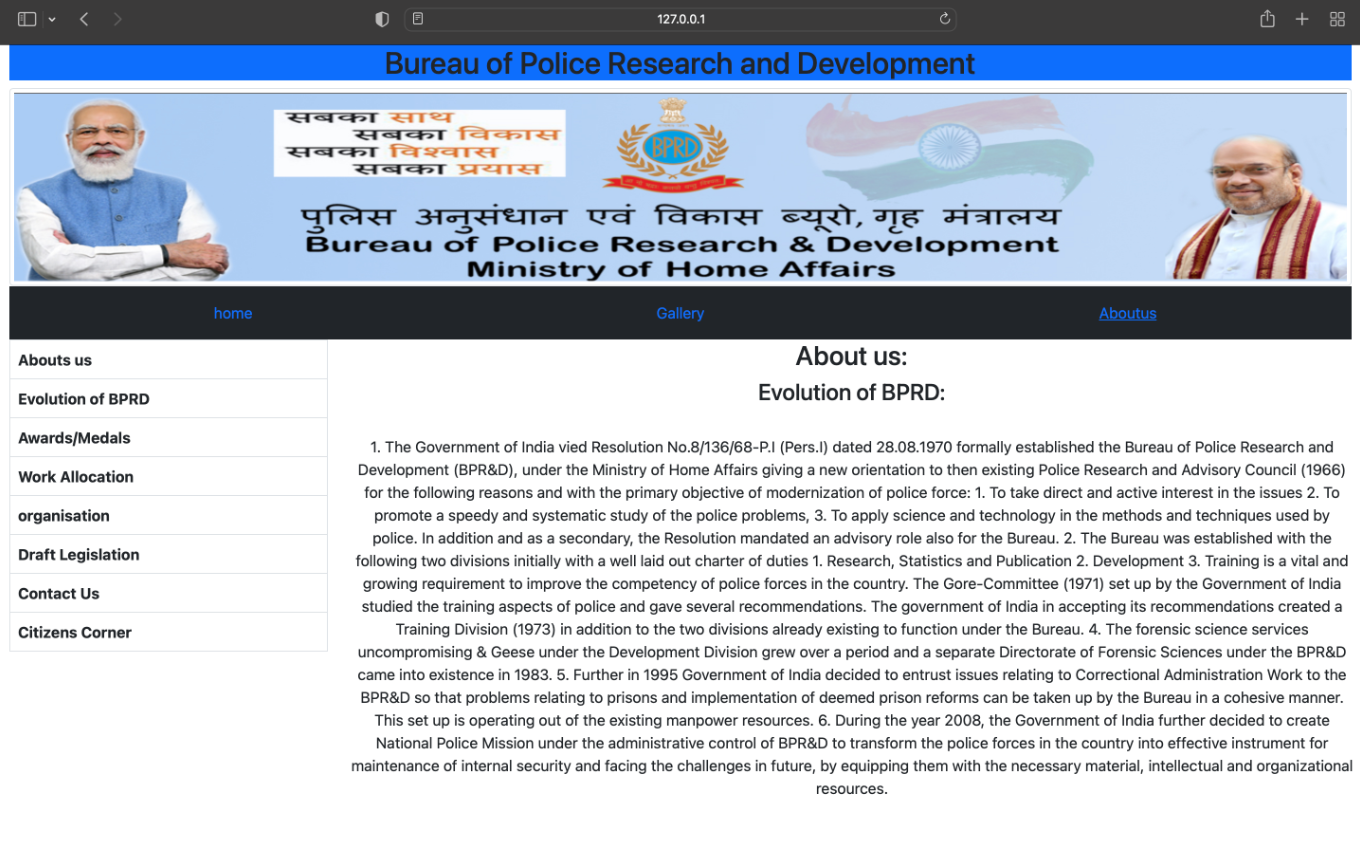 127.0.0.1
Bureau of Police Research and Development
सबका साथ
सबका विकास
सबका विश्वास
सबका प्रयास
BPRD
पुलिस अनुसंधान एवं विकास ब्यूरो, गृह मंत्रालय
Bureau of Police Research & Development
Ministry of Home Affairs
home Gallery Aboutus
Abouts us
Evolution of BPRD
Awards/Medals
Work Allocation
organisation
Draft Legislation
Contact Us
Citizens Corner
About us:
Evolution of BPRD:
1. The Government of India vied Resolution No.8/136/68-P.I (Pers.I) dated 28.08.1970 formally established the Bureau of Police Research and
Development (BPR&D), under the Ministry of Home Affairs giving a new orientation to then existing Police Research and Advisory Council (1966)
for the following reasons and with the primary objective of modernization of police force: 1. To take direct and active interest in the issues 2. To
promote a speedy and systematic study of the police problems, 3. To apply science and technology in the methods and techniques used by
police. In addition and as a secondary, the Resolution mandated an advisory role also for the Bureau. 2. The Bureau was established with the
following two divisions initially with a well laid out charter of duties 1. Research, Statistics and Publication 2. Development 3. Training is a vital and
growing requirement to improve the competency of police forces in the country. The Gore-Committee (1971) set up by the Government of India
studied the training aspects of police and gave several recommendations. The government of India in accepting its recommendations created a
Training Division (1973) in addition to the two divisions already existing to function under the Bureau. 4. The forensic science services
uncompromising & Geese under the Development Division grew over a period and a separate Directorate of Forensic Sciences under the BPR&D
came into existence in 1983. 5. Further in 1995 Government of India decided to entrust issues relating to Correctional Administration Work to the
BPR&D so that problems relating to prisons and implementation of deemed prison reforms can be taken up by the Bureau in a cohesive manner.
This set up is operating out of the existing manpower resources. 6. During the year 2008, the Government of India further decided to create
National Police Mission under the administrative control of BPR&D to transform the police forces in the country into effective instrument for
maintenance of internal security and facing the challenges in future, by equipping them with the necessary material, intellectual and organizational
resources.